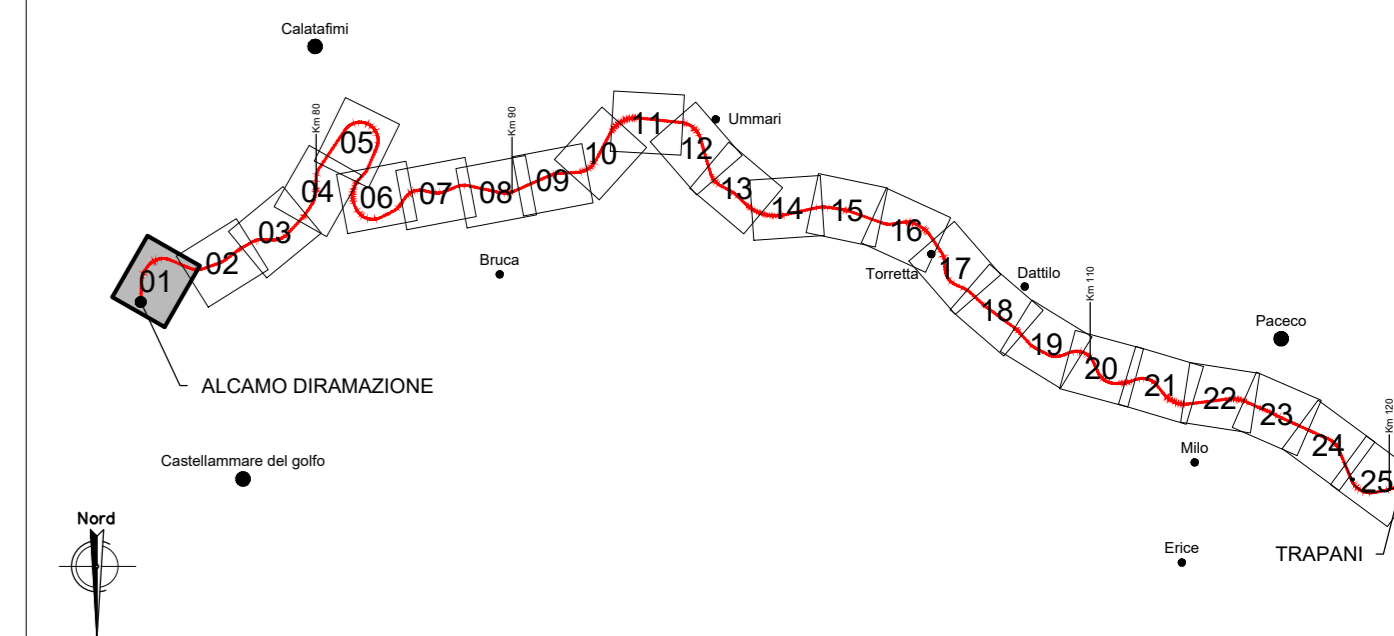 Calatafimi
Km 80
Km 90
Ummari
05
11
12
10
04
06
07
08
09
13
14
15
03
02
16
01
Bruca
Torretta
17
Dattilo
Km 110
18
19
Paceco
20
21
22
23
24
25
Km 120
ALCAMO DIRAMAZIONE
Castellammare del golfo
Milo
Nord
Erice
TRAPANI